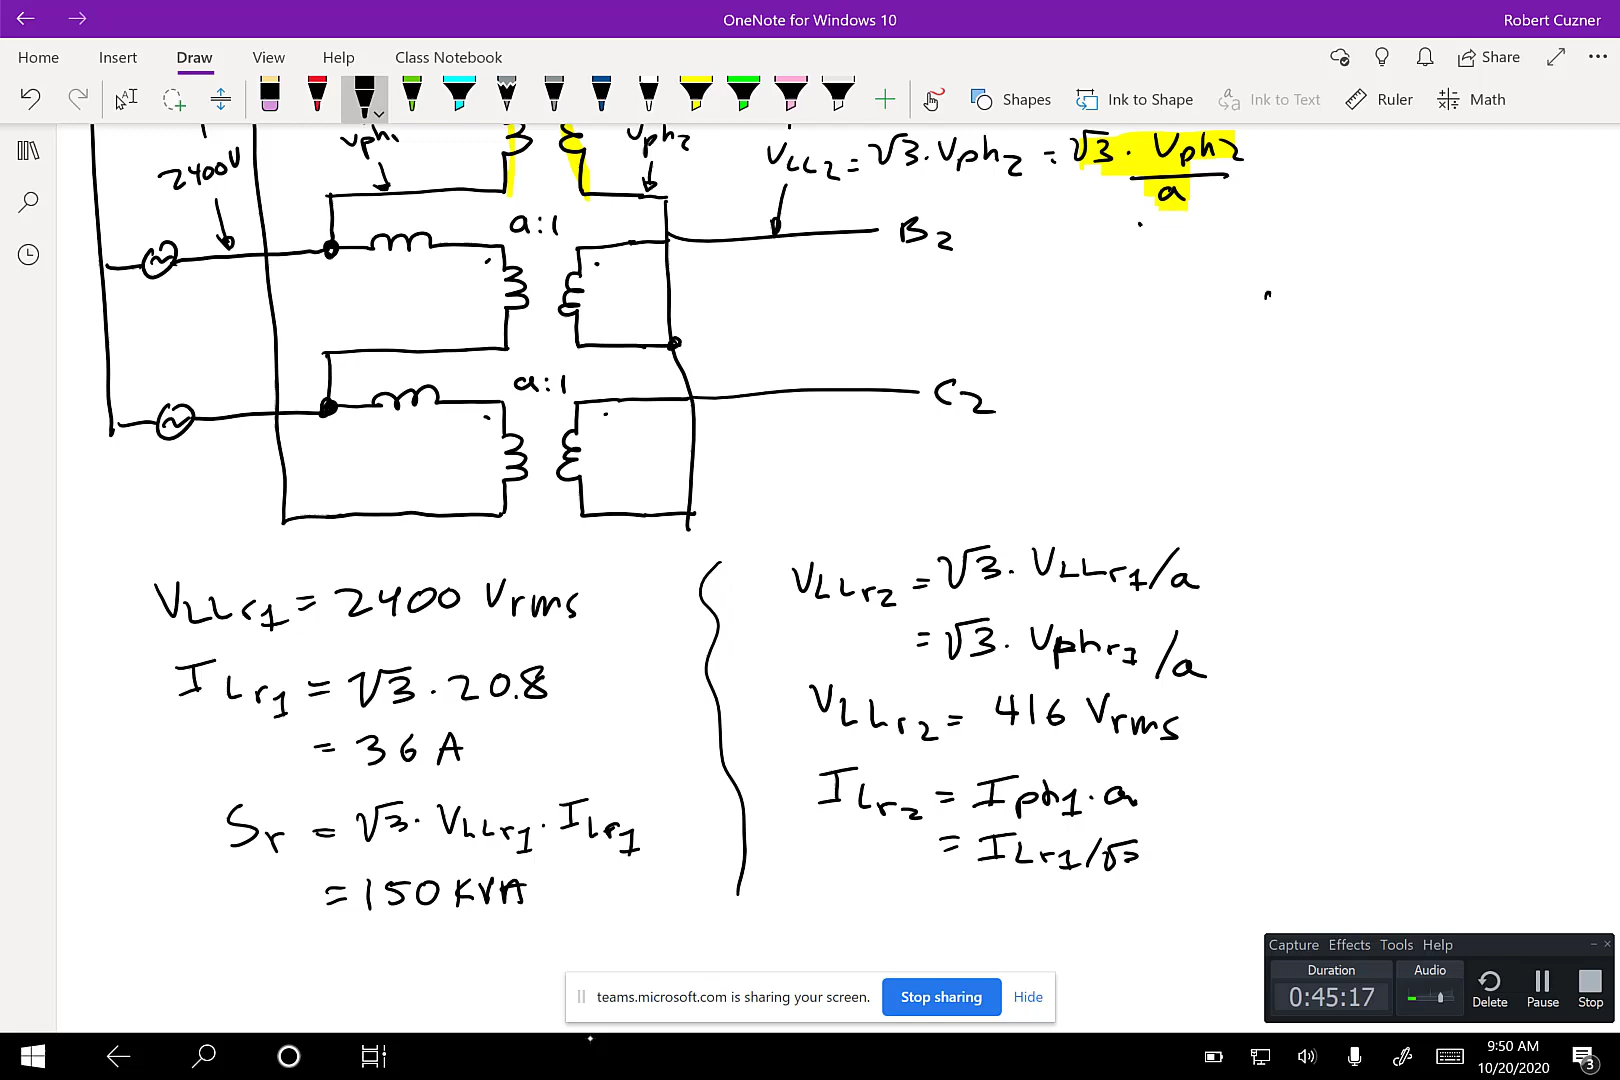 OneNote for Windows 10
Robert Cuzner
Home Insert Draw View Help Class Notebook
Share
Shapes Ink to Shape Ink to Text Ruler Math
2400V
Vph1
Vph2
VLL2 = √3 . Vph2 = √3 . Vph2 / a
a:1
B2
a:1
C2
VLLr1 = 2400 Vrms
ILr1 = √3 . 20.8
= 36 A
Sr = √3 . VLLr1 . ILr1
= 150 KVA
VLLr2 = √3 . VLLr1/a
= √3 . Vphr1/a
VLLr2 = 416 Vrms
ILr2 = Iph1 . a
= ILr1/√3
Capture Effects Tools Help
Duration Audio
0:45:17
Delete Pause Stop
teams.microsoft.com is sharing your screen. Stop sharing Hide
9:50 AM
10/20/2020
3